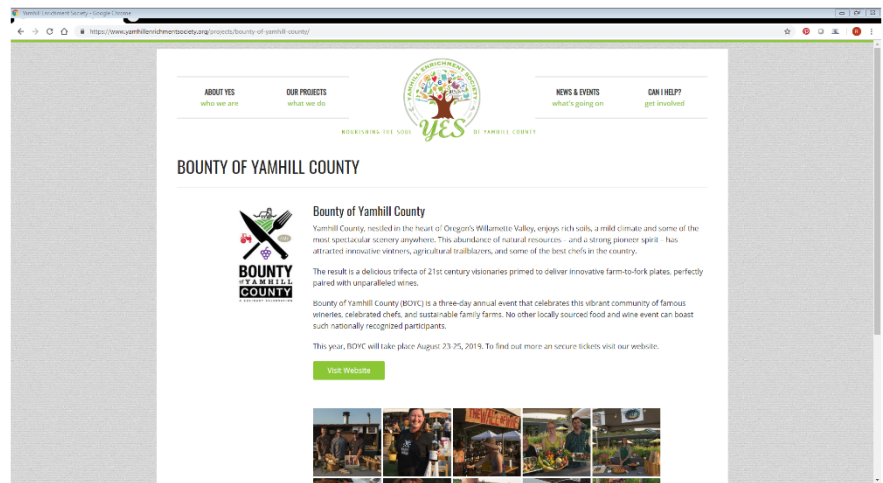 Yamhill Enrichment Society - Google Chrome
https://www.yamhillenrichmentsociety.org/projects/bounty-of-yamhill-county/
ABOUT YES
who we are
OUR PROJECTS
what we do
YAMHILL ENRICHMENT SOCIETY
NEWS & EVENTS
what's going on
CAN I HELP?
get involved
NOURISHING THE SOUL YES OF YAMHILL COUNTY
BOUNTY OF YAMHILL COUNTY
BOUNTY
OF YAMHILL
COUNTY
A CULINARY CELEBRATION
Bounty of Yamhill County
Yamhill County, nestled in the heart of Oregon's Willamette Valley, enjoys rich soils, a mild climate and some of the
most spectacular scenery anywhere. This abundance of natural resources – and a strong pioneer spirit – has
attracted innovative vintners, agricultural trailblazers, and some of the best chefs in the country.
The result is a delicious trifecta of 21st century visionaries primed to deliver innovative farm-to-fork plates, perfectly
paired with unparalleled wines.
Bounty of Yamhill County (BOYC) is a three-day annual event that celebrates this vibrant community of famous
wineries, celebrated chefs, and sustainable family farms. No other locally sourced food and wine event can boast
such nationally recognized participants.
This year, BOYC will take place August 23-25, 2019. To find out more an secure tickets visit our website.
Visit Website